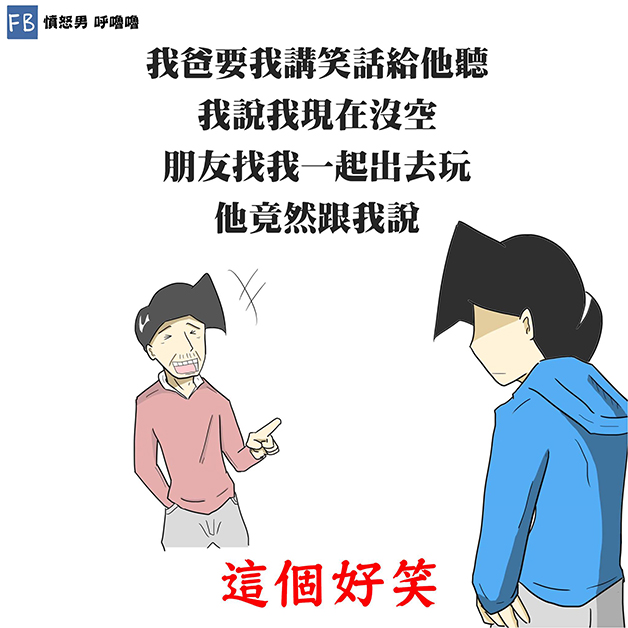 FB 憤怒男 呼嚕嚕
我爸要我講笑話給他聽
我說我現在沒空
朋友找我一起出去玩
他竟然跟我說
這個好笑